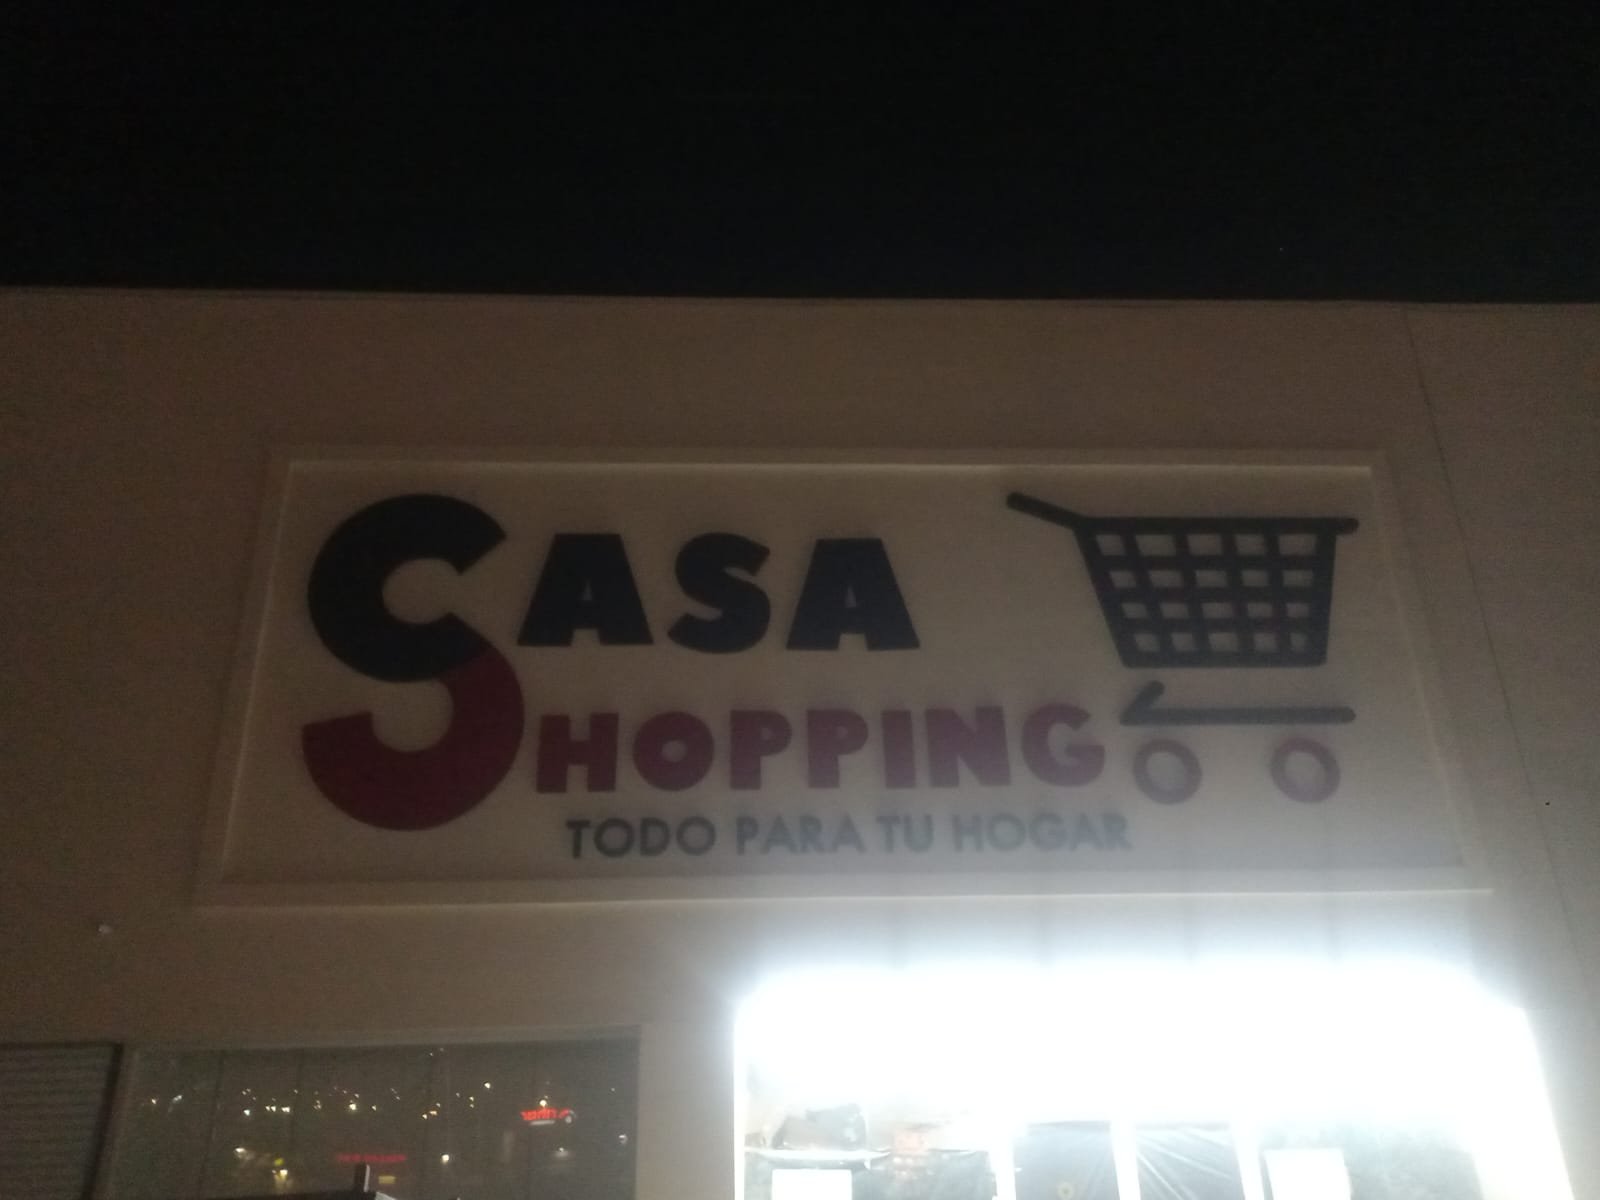 CASA
SHOPPING
TODO PARA TU HOGAR